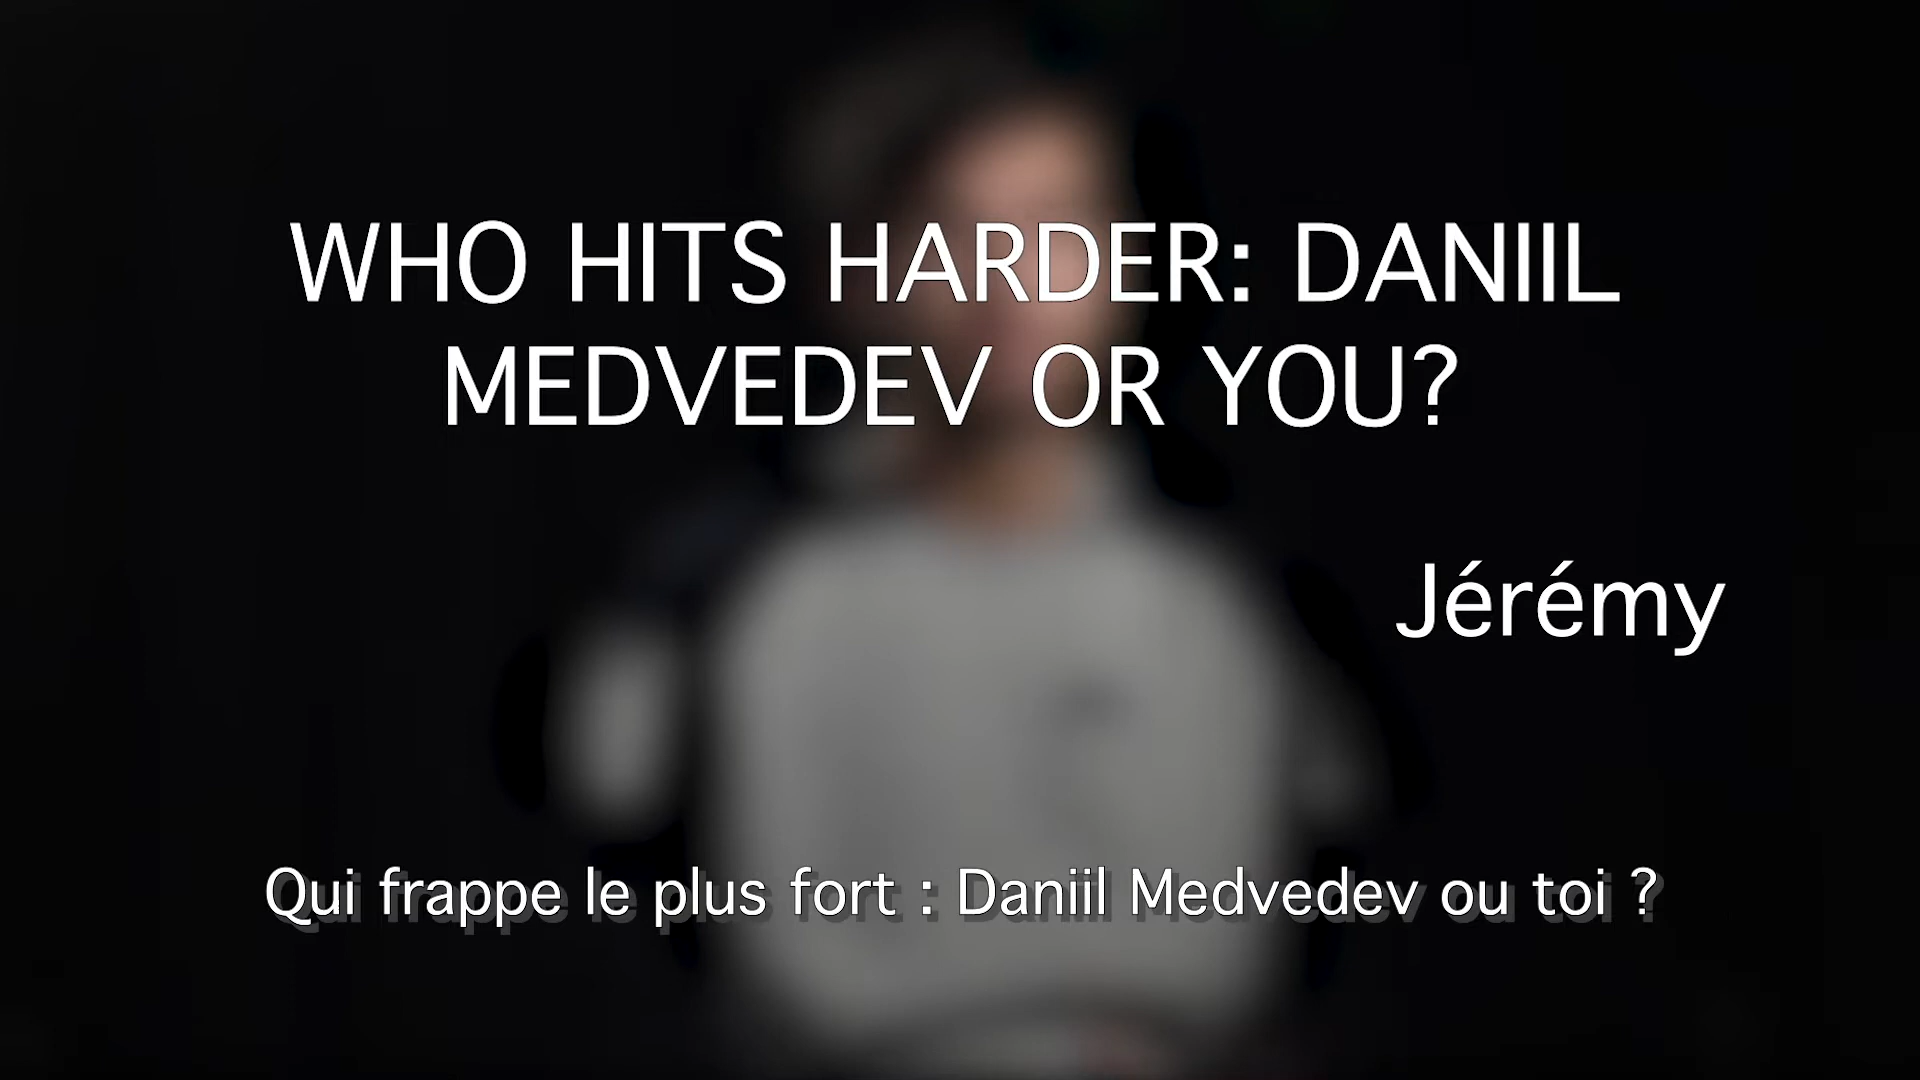 WHO HITS HARDER: DANIIL
MEDVEDEV OR YOU?
Jérémy
Qui frappe le plus fort : Daniil Medvedev ou toi ?